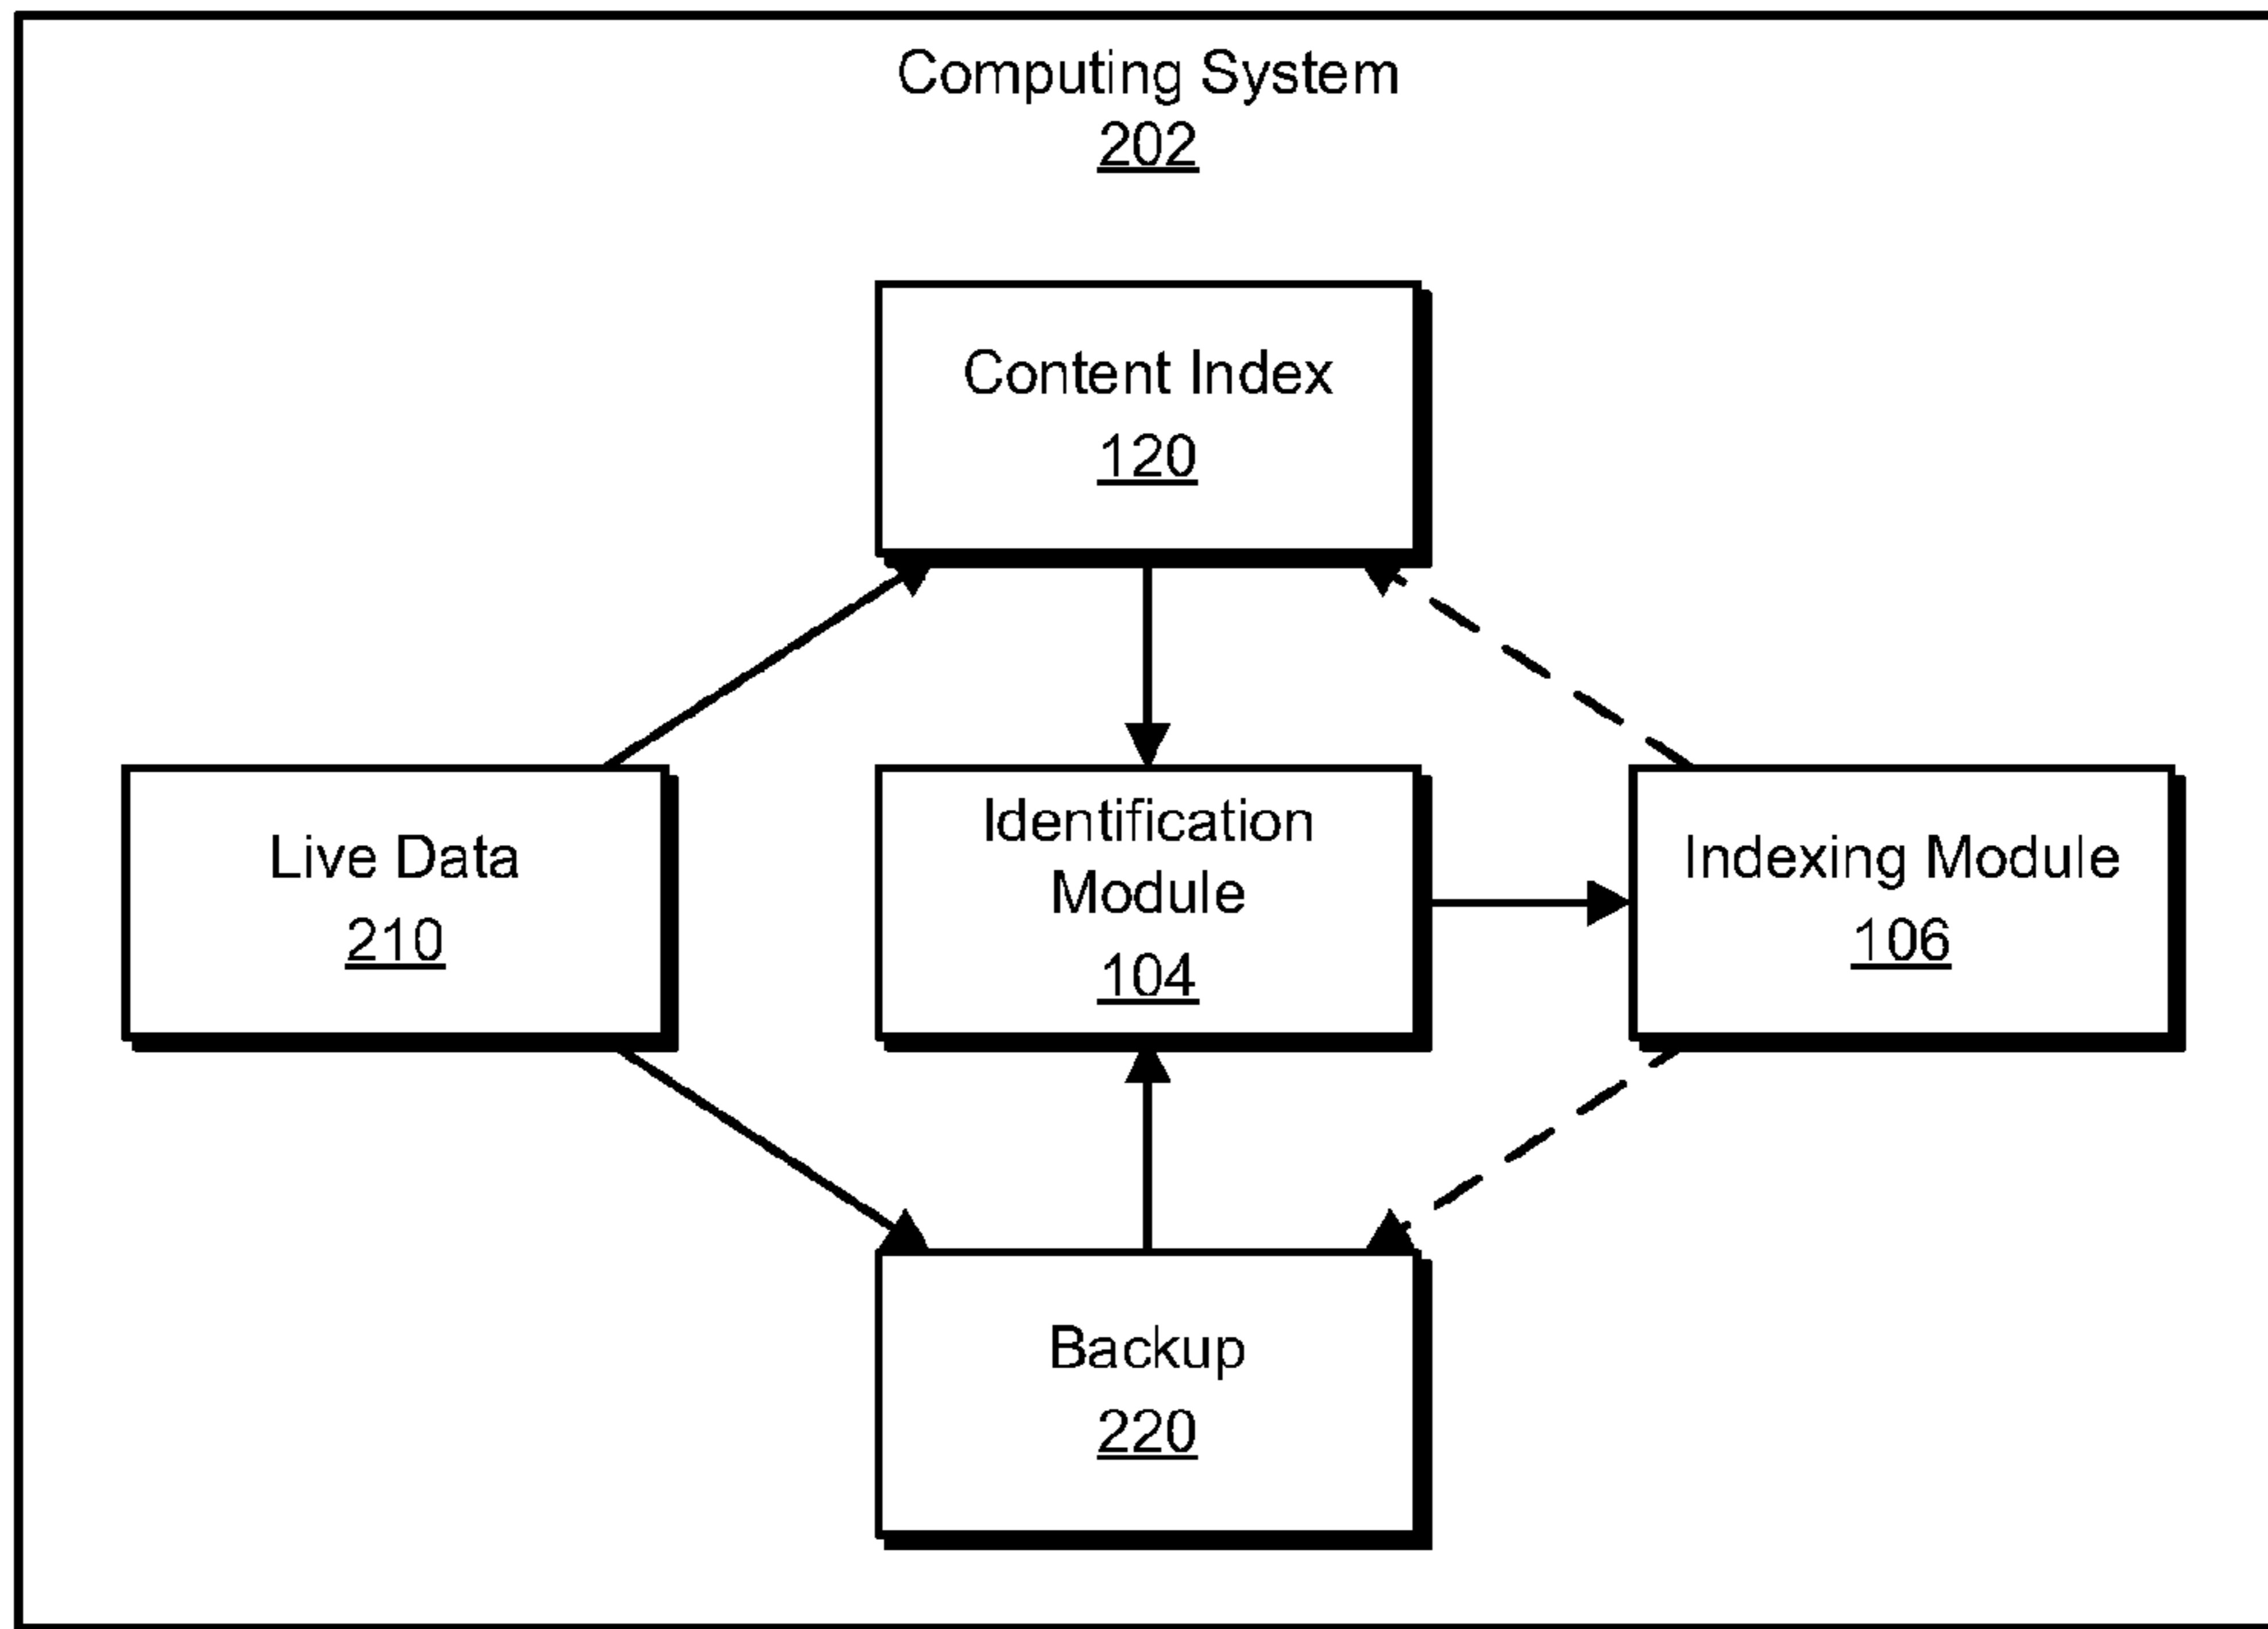 Computing System
202
Content Index
120
Live Data
210
Identification
Module
104
Indexing Module
106
Backup
220